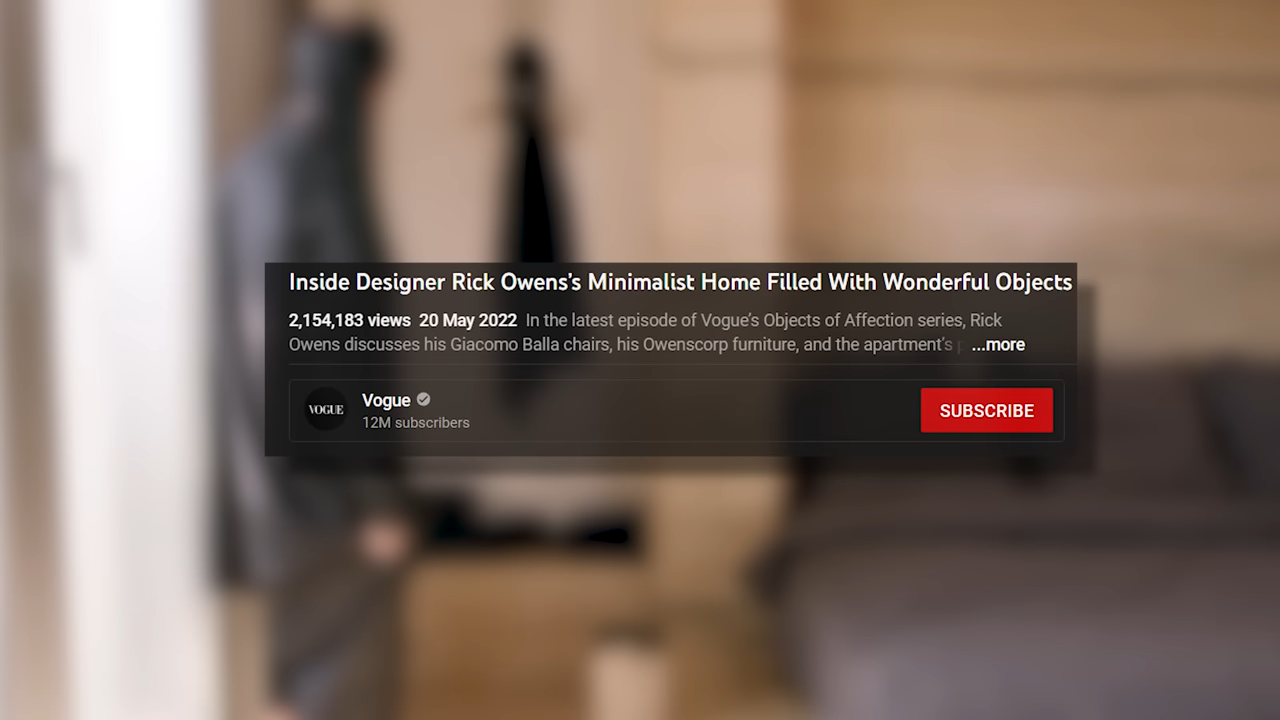 Inside Designer Rick Owens's Minimalist Home Filled With Wonderful Objects
2,154,183 views 20 May 2022 In the latest episode of Vogue's Objects of Affection series, Rick
Owens discusses his Giacomo Balla chairs, his Owenscorp furniture, and the apartment's ...more
VOGUE
Vogue
12M subscribers
SUBSCRIBE